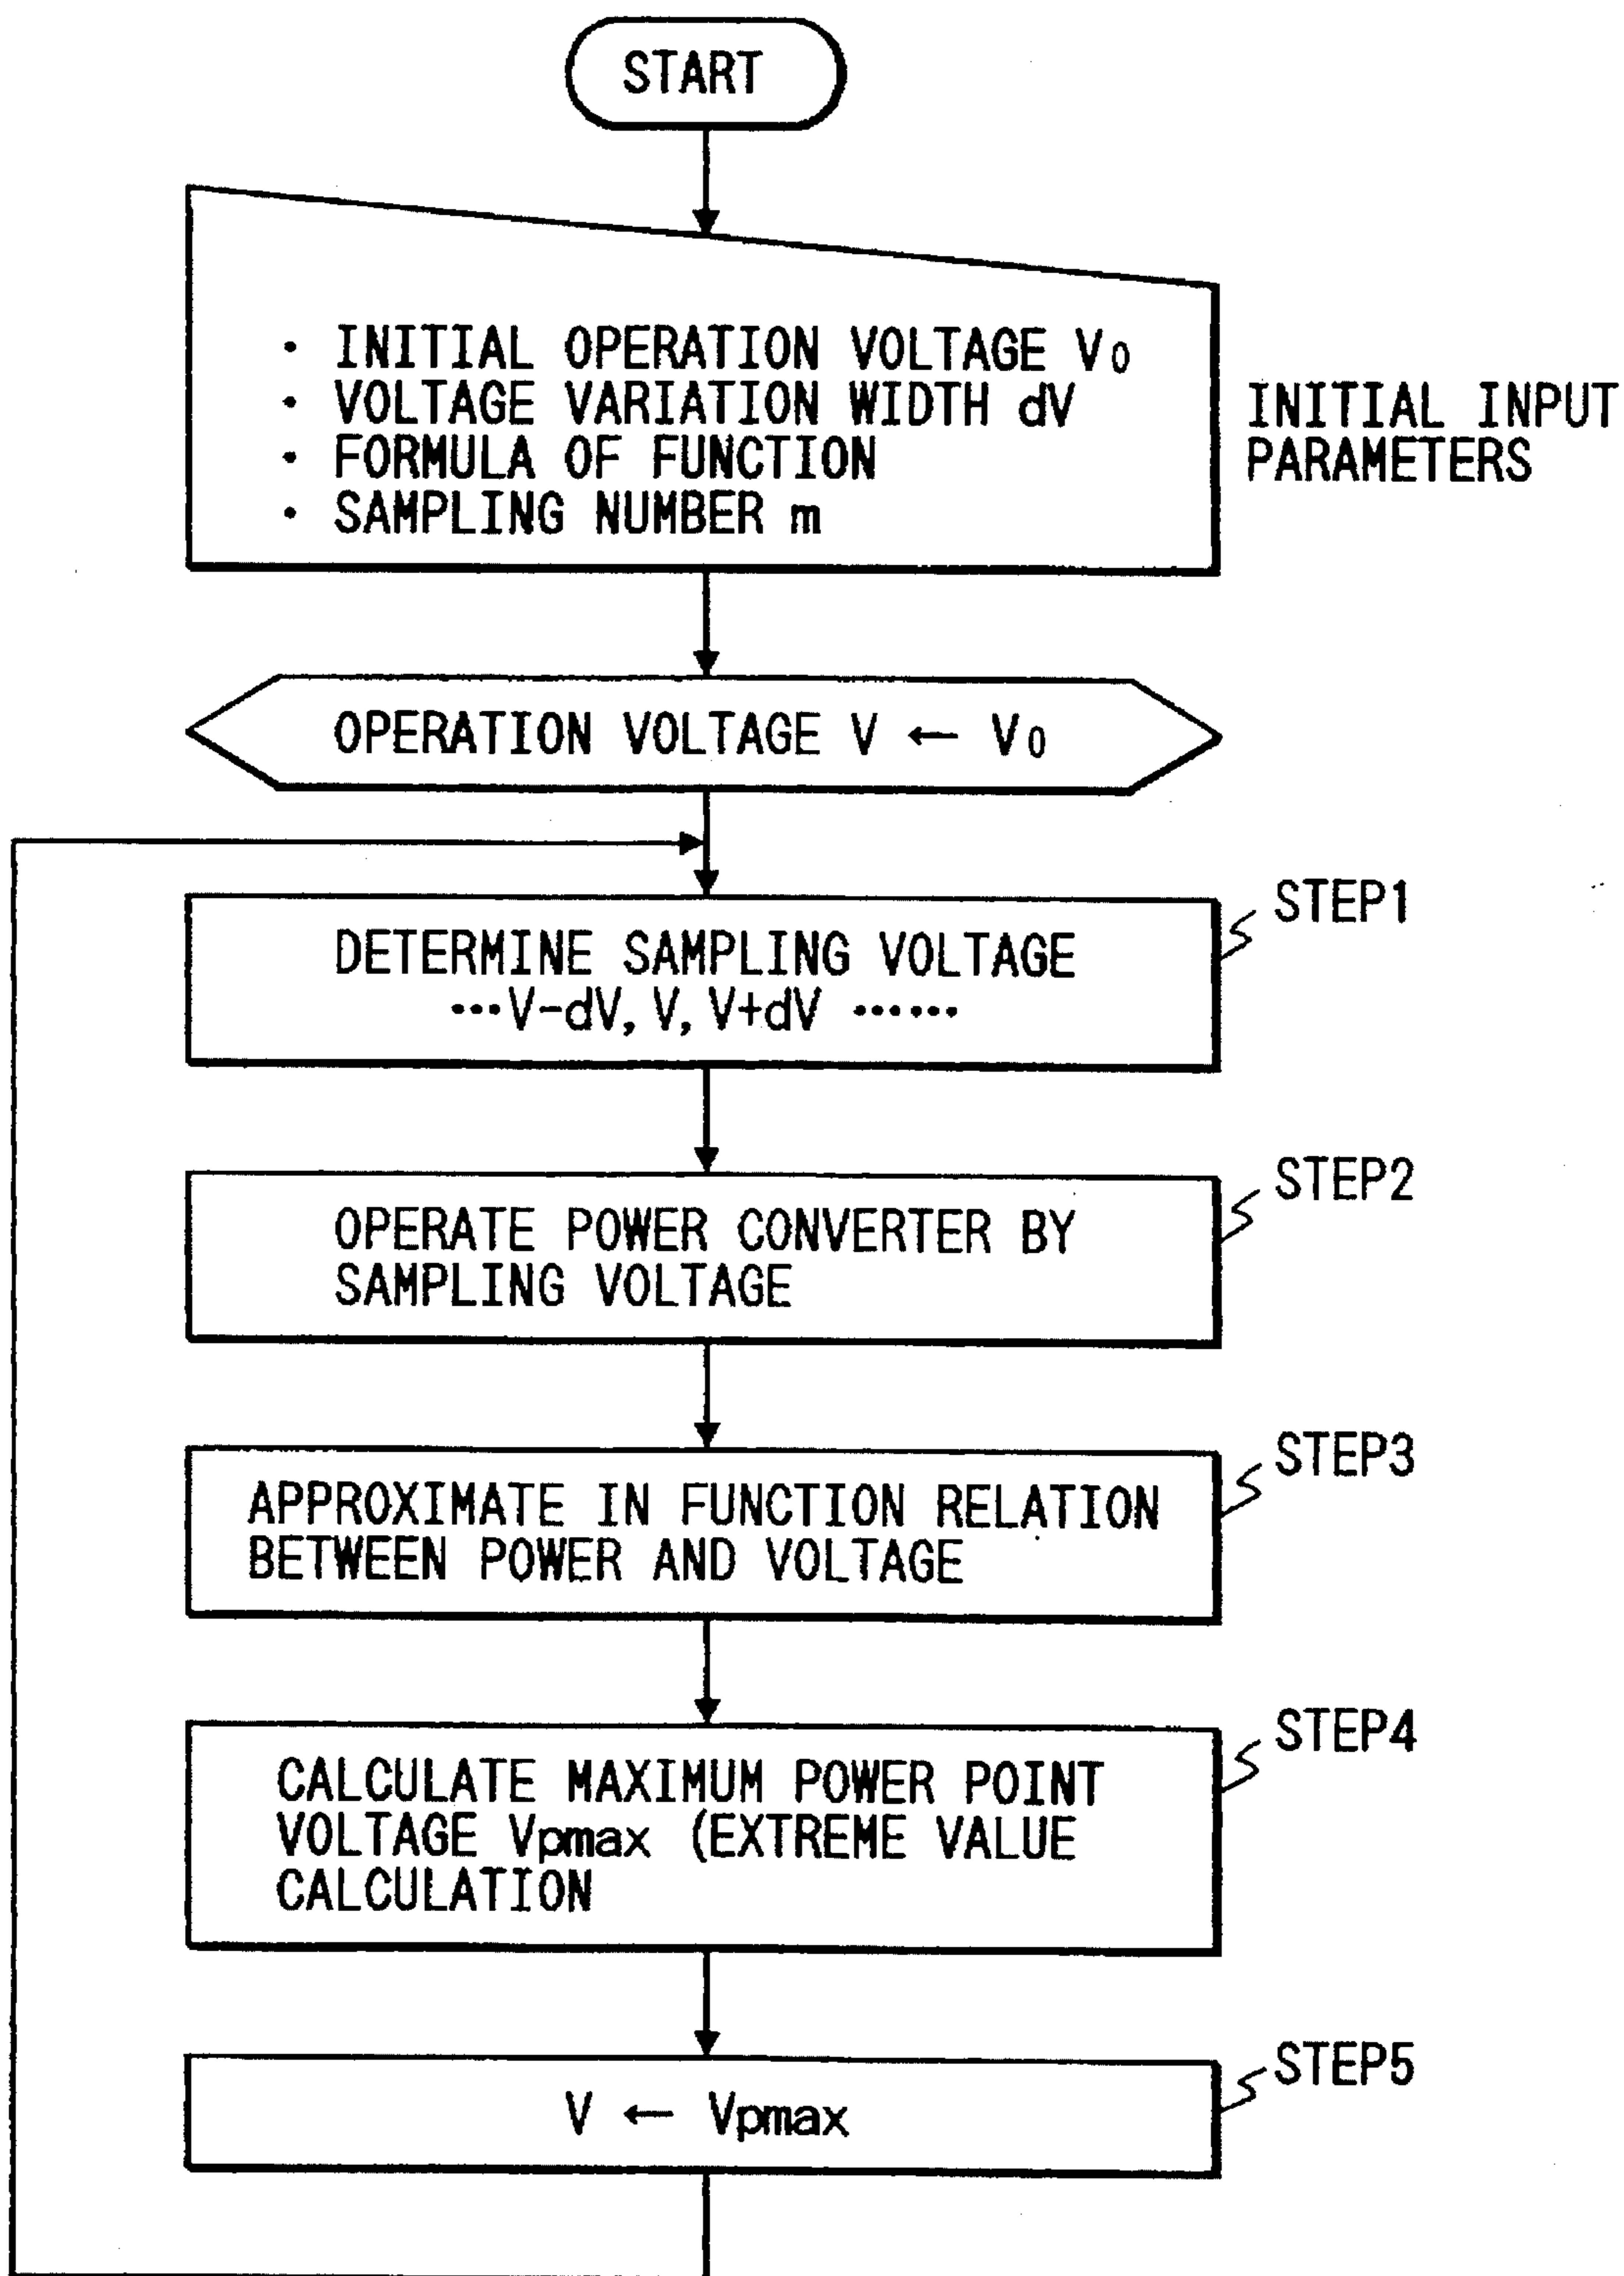 START
· INITIAL OPERATION VOLTAGE V₀
· VOLTAGE VARIATION WIDTH dV
· FORMULA OF FUNCTION
· SAMPLING NUMBER m
INITIAL INPUT
PARAMETERS
OPERATION VOLTAGE V ← V₀
STEP1
DETERMINE SAMPLING VOLTAGE
···V-dV, V, V+dV ······
STEP2
OPERATE POWER CONVERTER BY
SAMPLING VOLTAGE
STEP3
APPROXIMATE IN FUNCTION RELATION
BETWEEN POWER AND VOLTAGE
STEP4
CALCULATE MAXIMUM POWER POINT
VOLTAGE Vpmax (EXTREME VALUE
CALCULATION
STEP5
V ← Vpmax